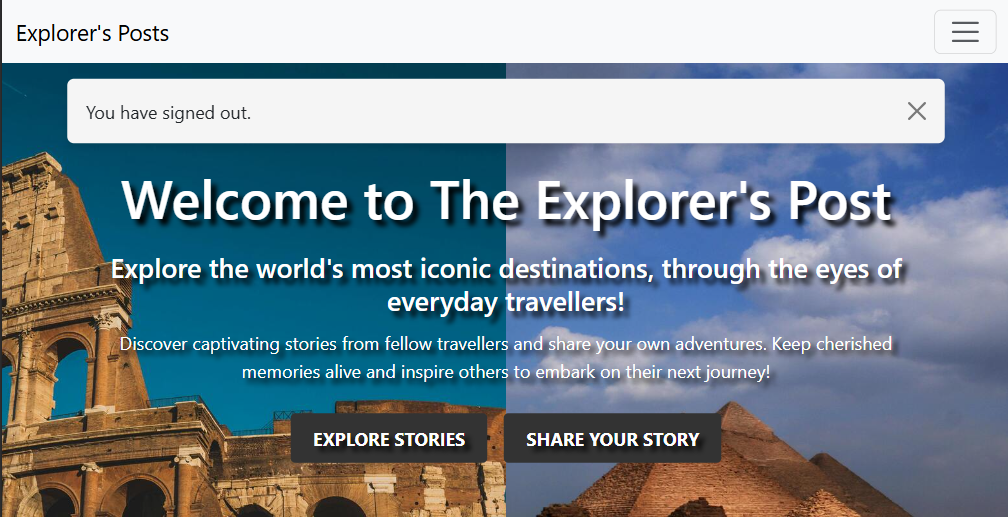 Explorer's Posts
You have signed out.
Welcome to The Explorer's Post
Explore the world's most iconic destinations, through the eyes of
everyday travellers!
Discover captivating stories from fellow travellers and share your own adventures. Keep cherished
memories alive and inspire others to embark on their next journey!
EXPLORE STORIES
SHARE YOUR STORY